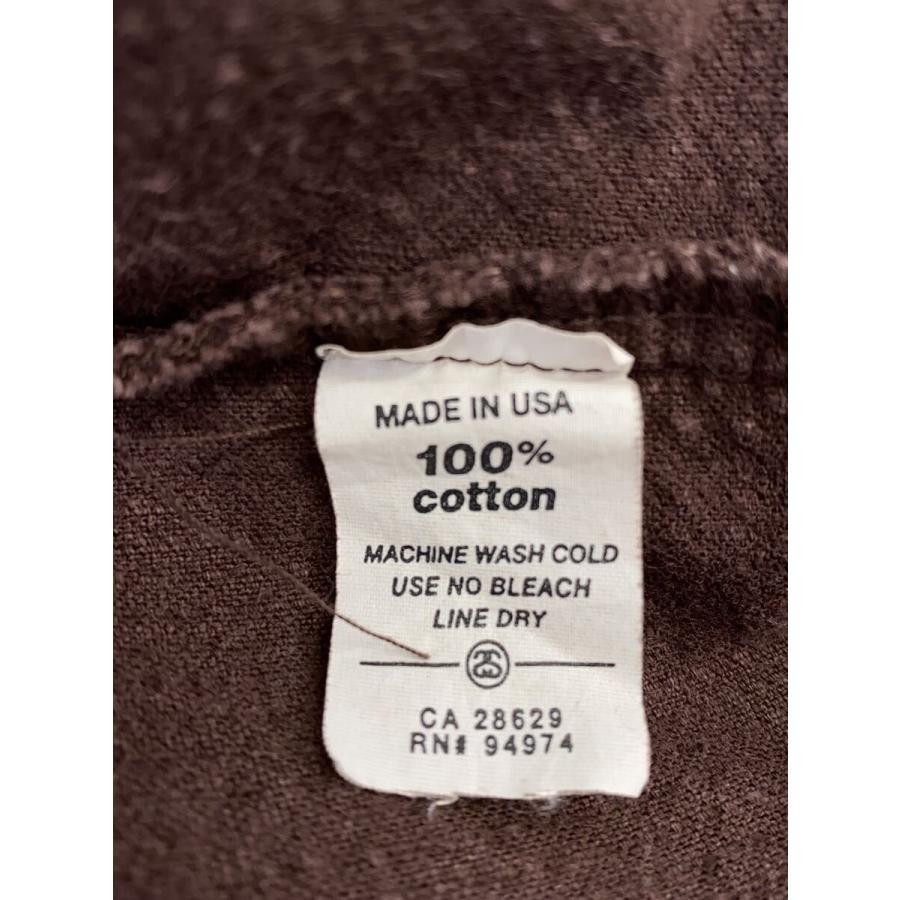 MADE IN USA
100%
cotton
MACHINE WASH COLD
USE NO BLEACH
LINE DRY
CA 28629
RN# 94974